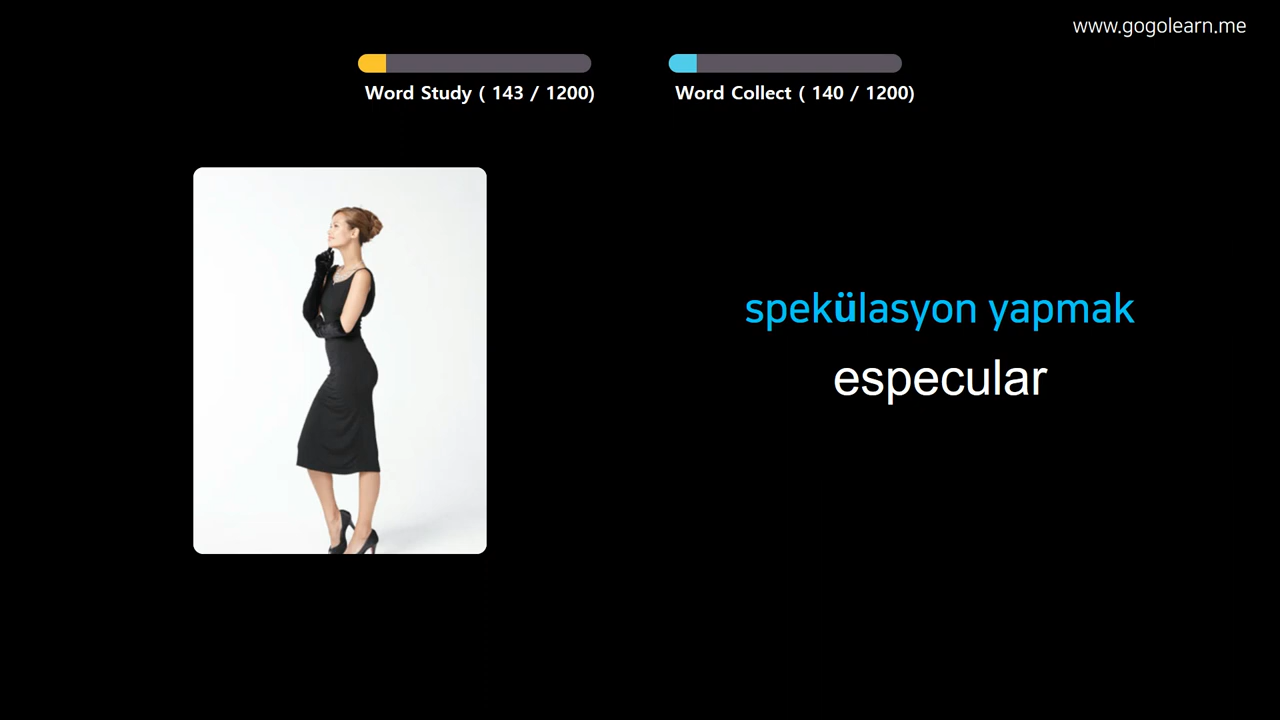 www.gogolearn.me
Word Study ( 143 / 1200)
Word Collect ( 140 / 1200)
spekülasyon yapmak
especular